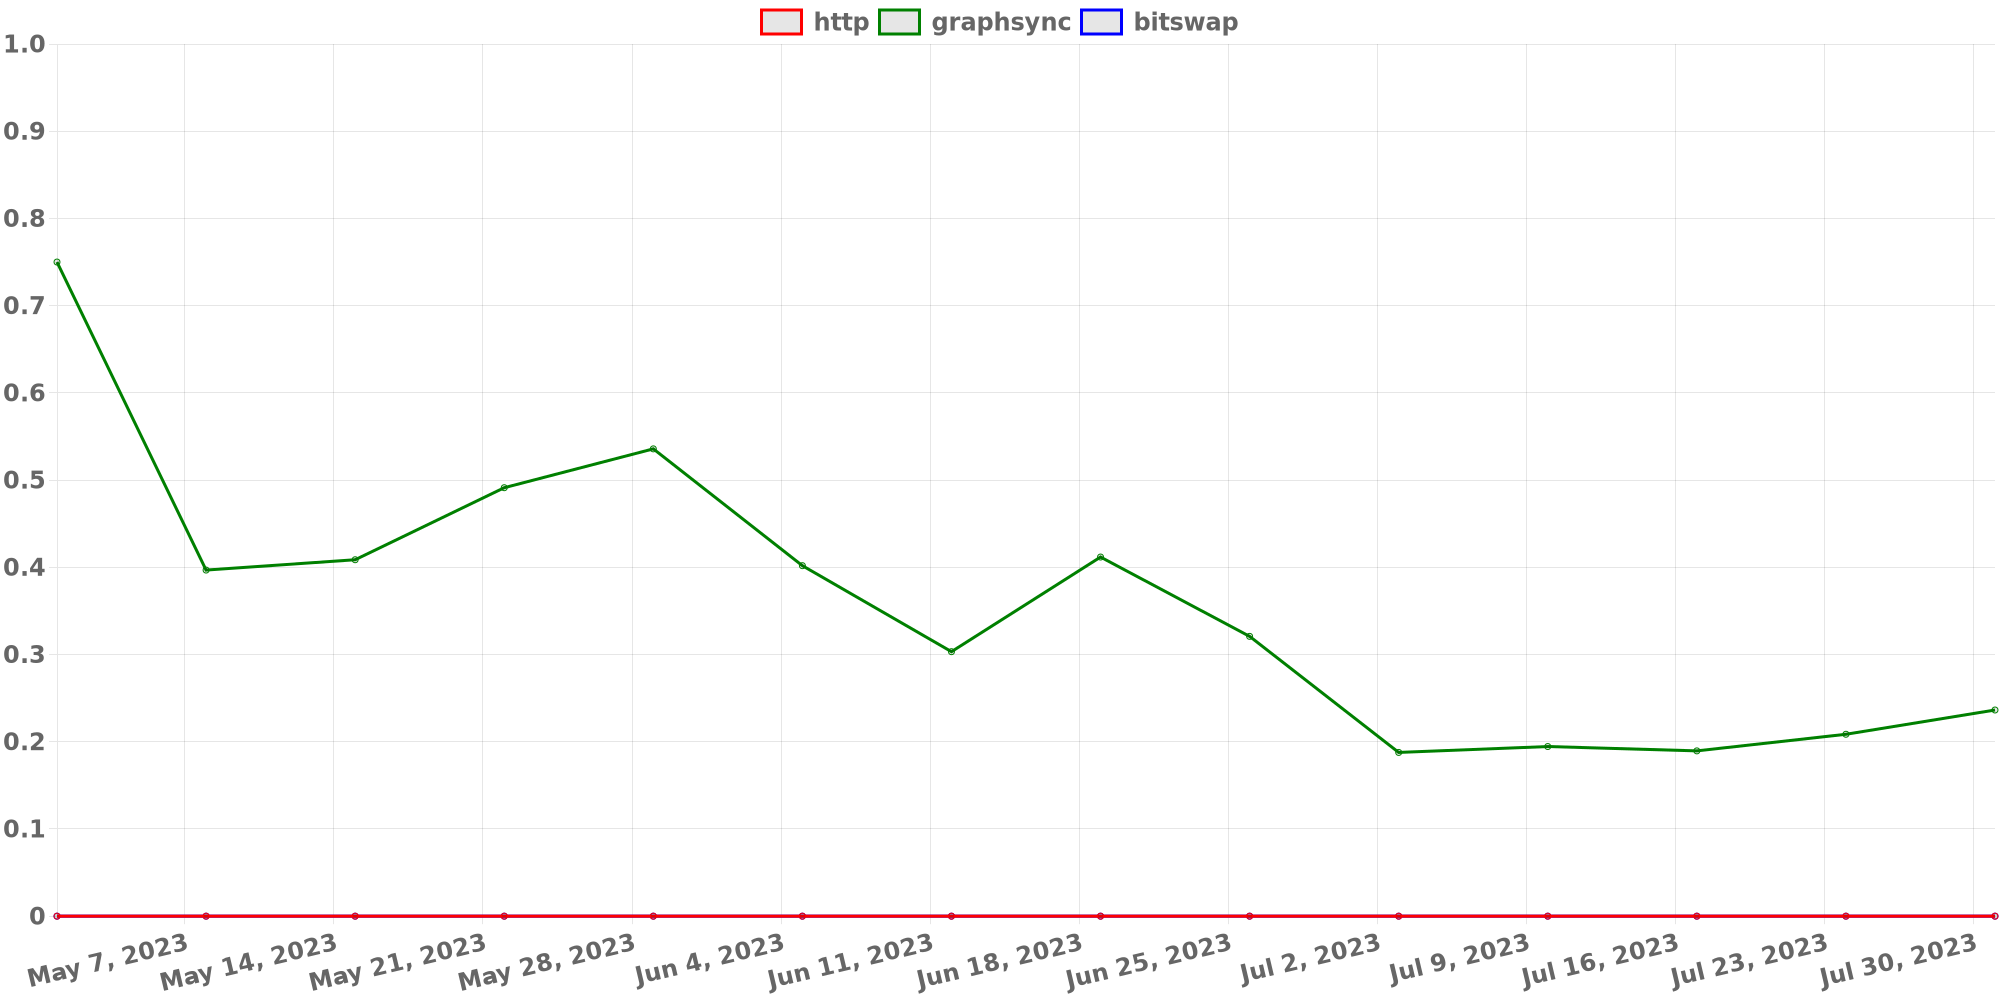 http graphsync bitswap
1.0
0.9
0.8
0.7
0.6
0.5
0.4
0.3
0.2
0.1
0
May 7, 2023
May 14, 2023
May 21, 2023
May 28, 2023
Jun 4, 2023
Jun 11, 2023
Jun 18, 2023
Jun 25, 2023
Jul 2, 2023
Jul 9, 2023
Jul 16, 2023
Jul 23, 2023
Jul 30, 2023